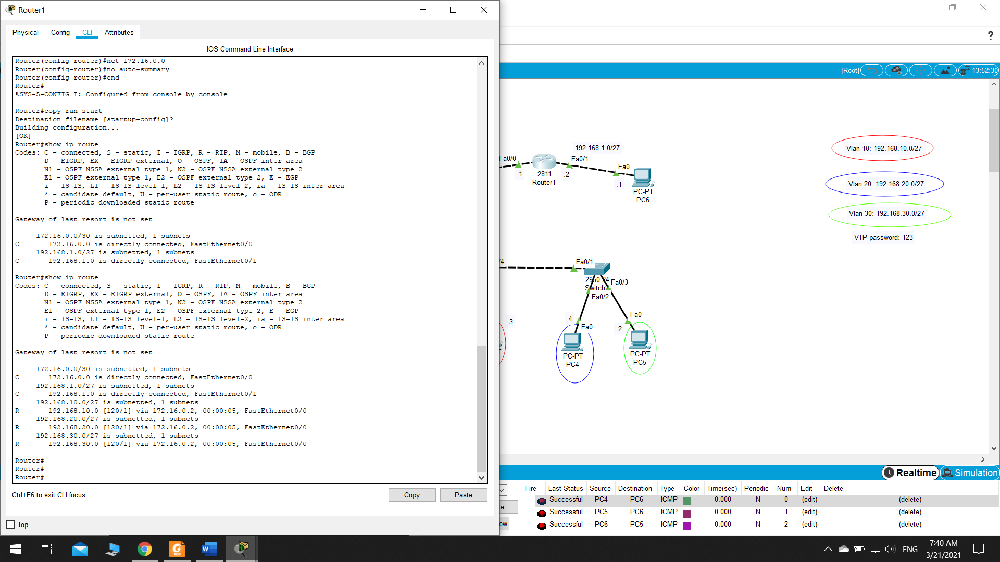 Router1
Physical Config CLI Attributes
IOS Command Line Interface
Router(config-router)#net 172.16.0.0
Router(config-router)#no auto-summary
Router(config-router)#end
Router#
%SYS-5-CONFIG_I: Configured from console by console
Router#copy run start
Destination filename [startup-config]?
Building configuration...
[OK]
Router#show ip route
Codes: C - connected, S - static, I - IGRP, R - RIP, M - mobile, B - BGP
D - EIGRP, EX - EIGRP external, O - OSPF, IA - OSPF inter area
N1 - OSPF NSSA external type 1, N2 - OSPF NSSA external type 2
E1 - OSPF external type 1, E2 - OSPF external type 2, E - EGP
i - IS-IS, L1 - IS-IS level-1, L2 - IS-IS level-2, ia - IS-IS inter area
* - candidate default, U - per-user static route, o - ODR
P - periodic downloaded static route
Gateway of last resort is not set
172.16.0.0/30 is subnetted, 1 subnets
C 172.16.0.0 is directly connected, FastEthernet0/0
192.168.1.0/27 is subnetted, 1 subnets
C 192.168.1.0 is directly connected, FastEthernet0/1
Router#show ip route
Codes: C - connected, S - static, I - IGRP, R - RIP, M - mobile, B - BGP
D - EIGRP, EX - EIGRP external, O - OSPF, IA - OSPF inter area
N1 - OSPF NSSA external type 1, N2 - OSPF NSSA external type 2
E1 - OSPF external type 1, E2 - OSPF external type 2, E - EGP
i - IS-IS, L1 - IS-IS level-1, L2 - IS-IS level-2, ia - IS-IS inter area
* - candidate default, U - per-user static route, o - ODR
P - periodic downloaded static route
Gateway of last resort is not set
172.16.0.0/30 is subnetted, 1 subnets
C 172.16.0.0 is directly connected, FastEthernet0/0
192.168.1.0/27 is subnetted, 1 subnets
C 192.168.1.0 is directly connected, FastEthernet0/1
192.168.10.0/27 is subnetted, 1 subnets
R 192.168.10.0 [120/1] via 172.16.0.2, 00:00:05, FastEthernet0/0
192.168.20.0/27 is subnetted, 1 subnets
R 192.168.20.0 [120/1] via 172.16.0.2, 00:00:05, FastEthernet0/0
192.168.30.0/27 is subnetted, 1 subnets
R 192.168.30.0 [120/1] via 172.16.0.2, 00:00:05, FastEthernet0/0
Router#
Router#
Router#
Ctrl+F6 to exit CLI focus
Copy Paste
Top
?
[Root] 13:52:30
192.168.1.0/27
Fa0/0
Fa0/1
Fa0
.1
2811
Router1
.2
.1
PC-PT
PC6
Vlan 10: 192.168.10.0/27
Vlan 20: 192.168.20.0/27
Vlan 30: 192.168.30.0/27
VTP password: 123
/4
Fa0/1
2950-24
Switch2
Fa0/3
Fa0/2
.3
.4
Fa0
Fa0
.2
PC-PT
PC4
PC-PT
PC5
Realtime Simulation
Fire Last Status Source Destination Type Color Time(sec) Periodic Num Edit Delete
Successful PC4 PC6 ICMP 0.000 N 0 (edit) (delete)
Successful PC5 PC6 ICMP 0.000 N 1 (edit) (delete)
Successful PC6 PC5 ICMP 0.000 N 2 (edit) (delete)
ENG
7:40 AM
3/21/2021